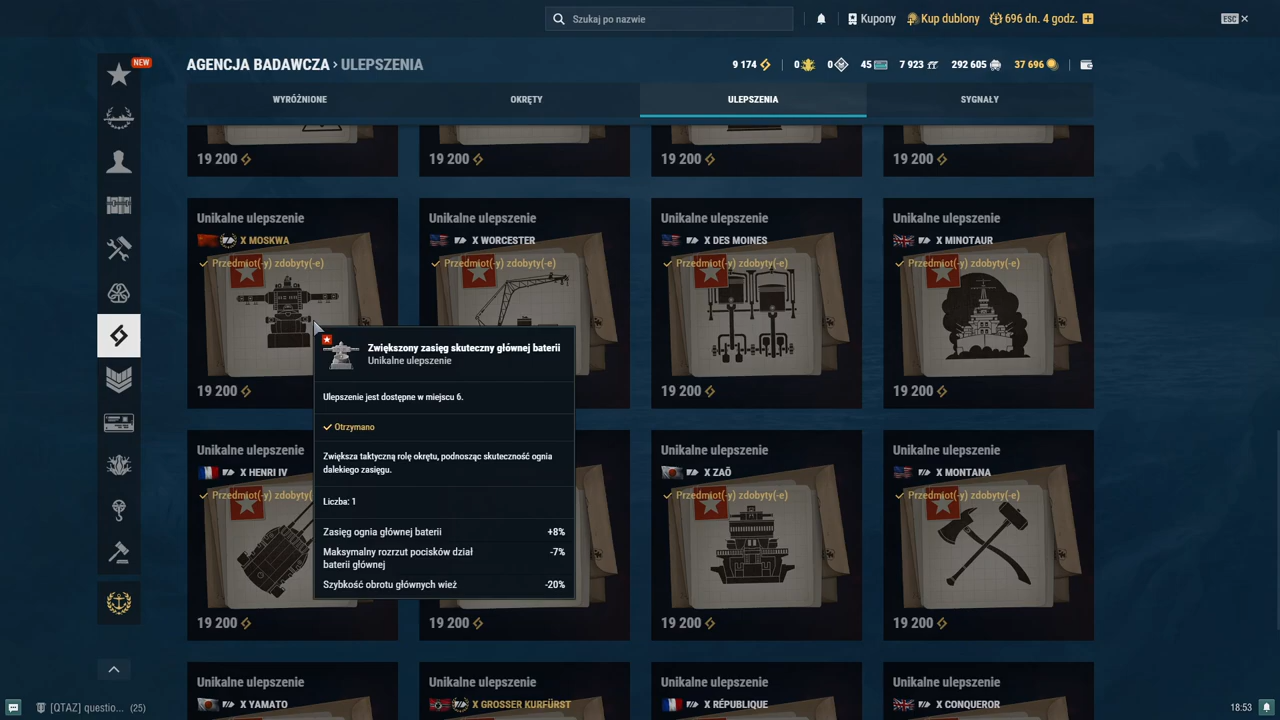 Szukaj po nazwie
Kupony
Kup dublony
696 dn. 4 godz.
ESC
NEW
AGENCJA BADAWCZA › ULEPSZENIA
9 174
0
0
45
7 923
292 605
37 696
WYRÓŻNIONE
OKRĘTY
ULEPSZENIA
SYGNAŁY
19 200
19 200
19 200
19 200
Unikalne ulepszenie
X MOSKWA
Przedmiot(-y) zdobyty(-e)
19 200
Unikalne ulepszenie
X WORCESTER
Przedmiot(-y) zdobyty(-e)
Unikalne ulepszenie
X DES MOINES
Przedmiot(-y) zdobyty(-e)
19 200
Unikalne ulepszenie
X MINOTAUR
Przedmiot(-y) zdobyty(-e)
19 200
Zwiększony zasięg skuteczny głównej baterii
Unikalne ulepszenie
Ulepszenie jest dostępne w miejscu 6.
Otrzymano
Zwiększa taktyczną rolę okrętu, podnosząc skuteczność ognia
dalekiego zasięgu.
Liczba: 1
Zasięg ognia głównej baterii +8%
Maksymalny rozrzut pocisków dział -7%
baterii głównej
Szybkość obrotu głównych wież -20%
Unikalne ulepszenie
X HENRI IV
Przedmiot(-y) zdobyty(
19 200
19 200
Unikalne ulepszenie
X ZAŌ
Przedmiot(-y) zdobyty(-e)
19 200
Unikalne ulepszenie
X MONTANA
Przedmiot(-y) zdobyty(-e)
19 200
Unikalne ulepszenie
X YAMATO
Unikalne ulepszenie
X GROSSER KURFÜRST
Unikalne ulepszenie
X RÉPUBLIQUE
Unikalne ulepszenie
X CONQUEROR
[QTAZ] questio... (25)
18:53